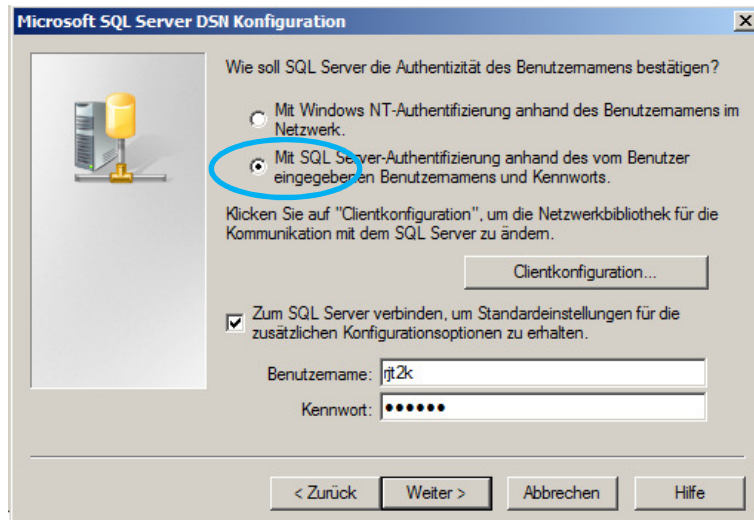 Microsoft SQL Server DSN Konfiguration
Wie soll SQL Server die Authentizität des Benutzernamens bestätigen?
Mit Windows NT-Authentifizierung anhand des Benutzernamens im
Netzwerk.
Mit SQL Server-Authentifizierung anhand des vom Benutzer
eingegebenen Benutzernamens und Kennworts.
Klicken Sie auf "Clientkonfiguration", um die Netzwerkbibliothek für die
Kommunikation mit dem SQL Server zu ändern.
Clientkonfiguration...
Zum SQL Server verbinden, um Standardeinstellungen für die
zusätzlichen Konfigurationsoptionen zu erhalten.
Benutzername: rjt2k
Kennwort: ●●●●●●
< Zurück Weiter > Abbrechen Hilfe